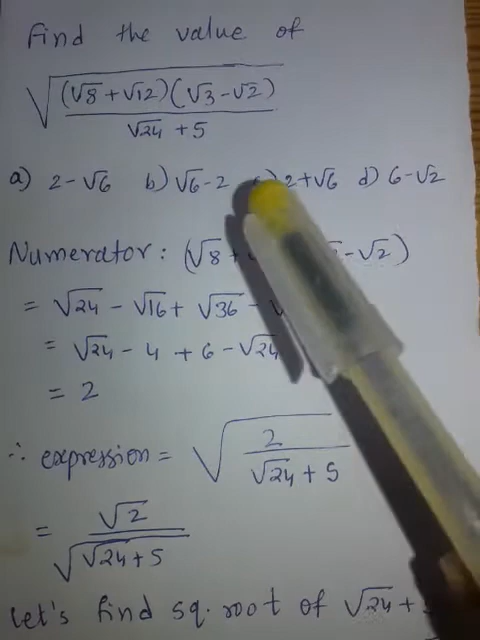 Find the value of
√((√8+√12)(√3-√2)/(√24+5))
a) 2-√6 b) √6-2 2+√6 d) 6-√2
Numerator: (√8 -√2)
= √24 - √16 + √36 -
= √24 - 4 + 6 - √24
= 2
∴ expression = √(2/(√24+5))
= √2/√(√24+5)
Let's find sq. root of √24+